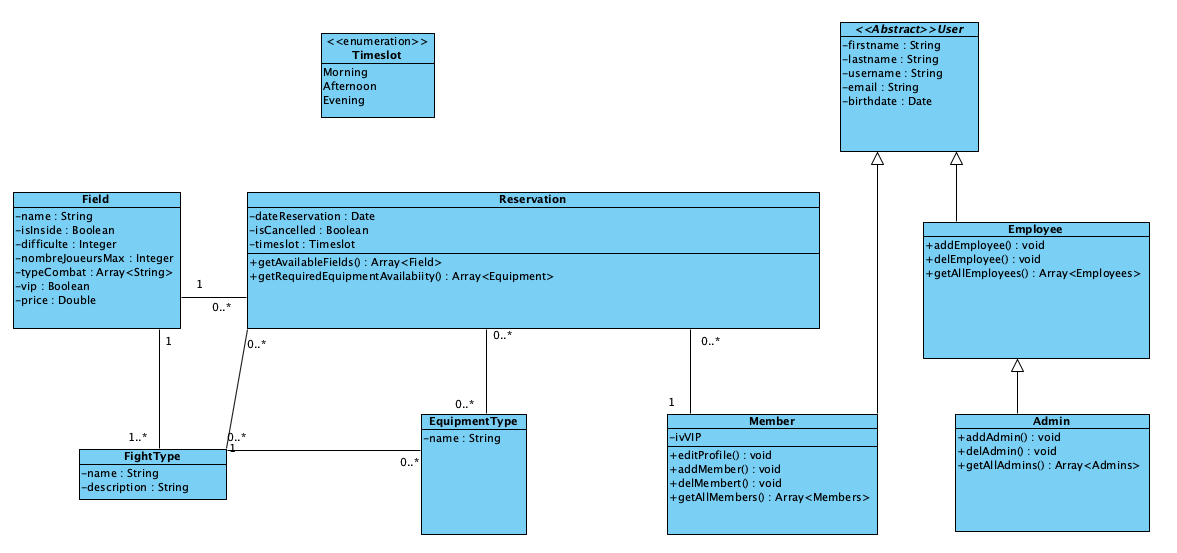 <<enumeration>>
Timeslot
Morning
Afternoon
Evening
<<Abstract>>User
-firstname : String
-lastname : String
-username : String
-email : String
-birthdate : Date
Field
-name : String
-isInside : Boolean
-difficulte : Integer
-nombreJoueursMax : Integer
-typeCombat : Array<String>
-vip : Boolean
-price : Double
Reservation
-dateReservation : Date
-isCancelled : Boolean
-timeslot : Timeslot
+getAvailableFields() : Array<Field>
+getRequiredEquipmentAvailabiity() : Array<Equipment>
Employee
+addEmployee() : void
+delEmployee() : void
+getAllEmployees() : Array<Employees>
1
0..*
1
0..*
0..*
0..*
1..*
0..*
1
0..*
0..*
1
FightType
-name : String
-description : String
EquipmentType
-name : String
Member
-ivVIP
+editProfile() : void
+addMember() : void
+delMembert() : void
+getAllMembers() : Array<Members>
Admin
+addAdmin() : void
+delAdmin() : void
+getAllAdmins() : Array<Admins>